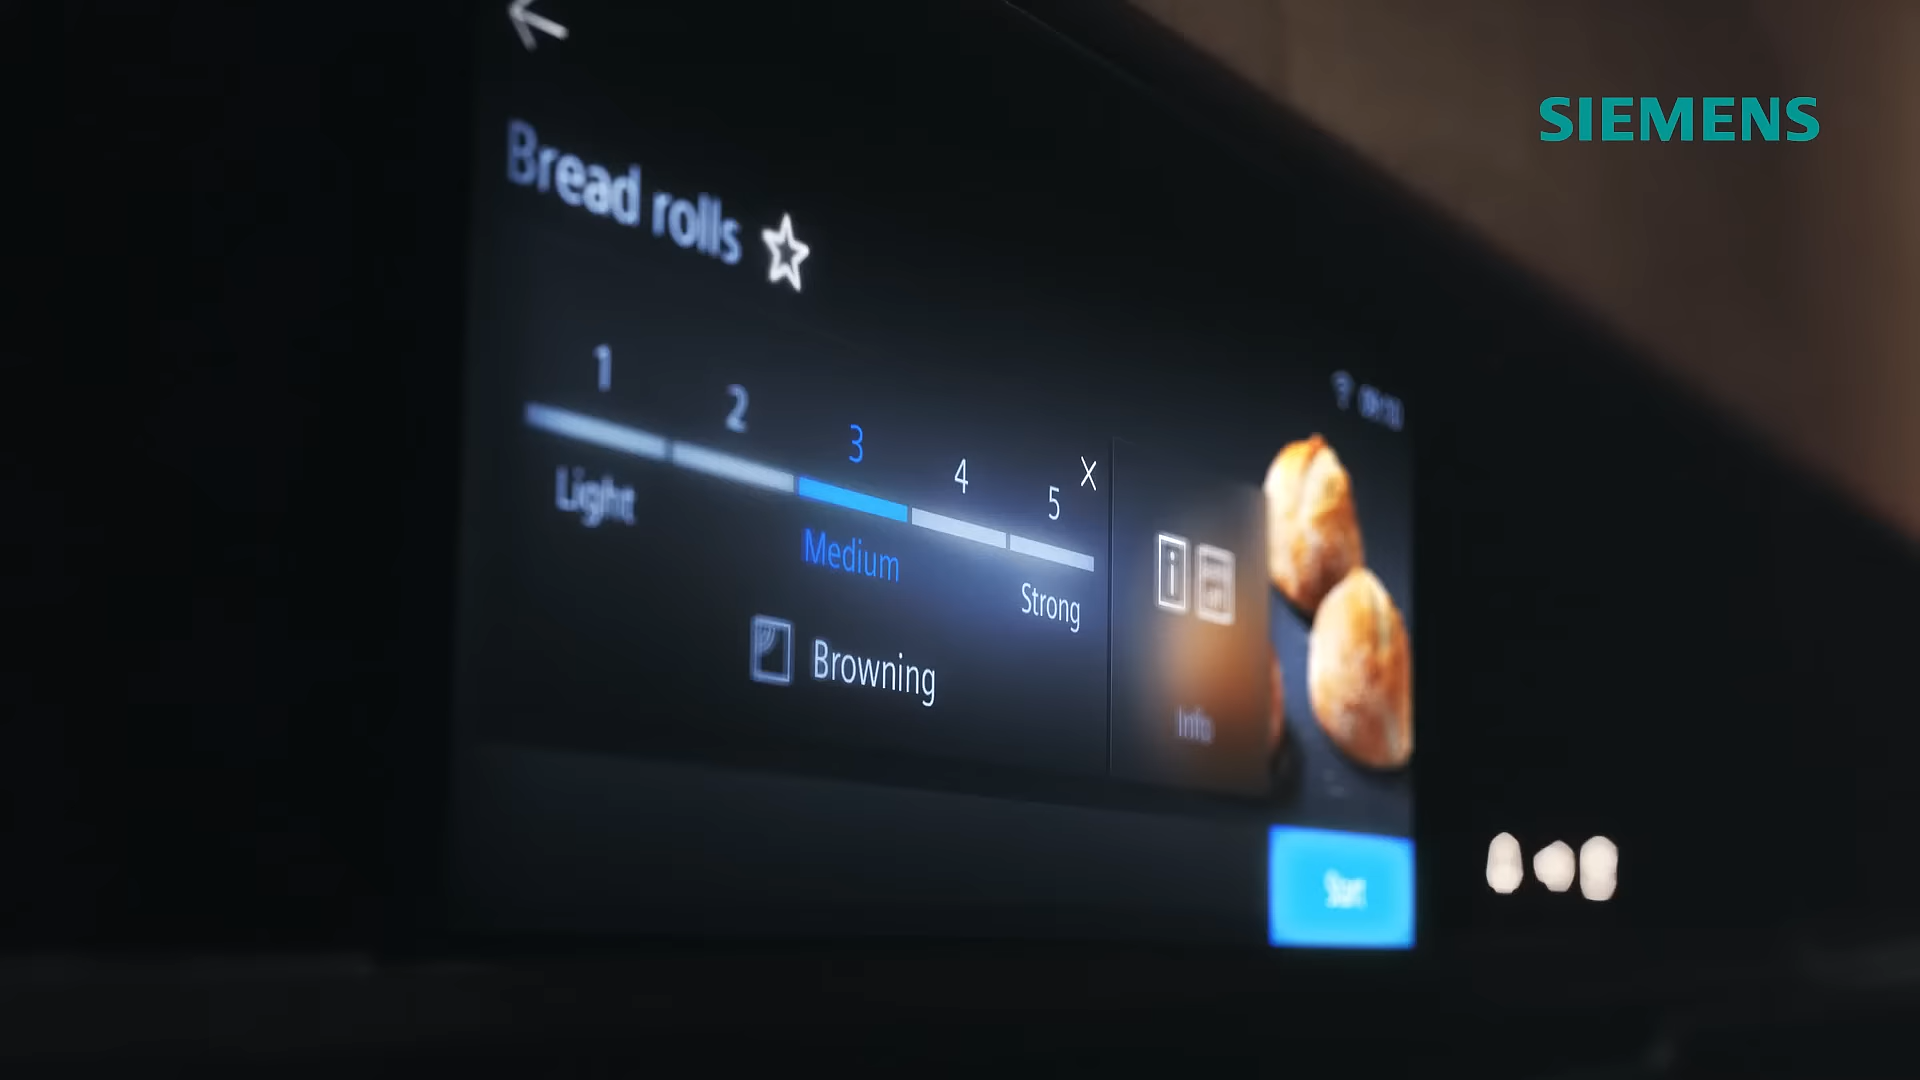 SIEMENS
Bread rolls
1 2 3 4 5 X
Light Medium Strong
Browning
Info
Start